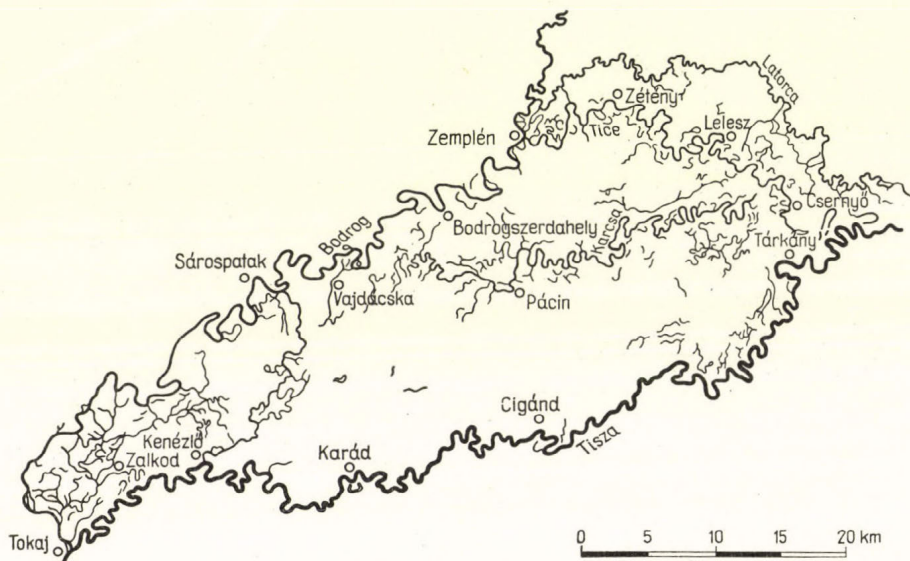 Latorca
Zétény
Tice
Lelesz
Zemplén
Csernyő
Bodrogszerdahely
Karcsa
Bodrog
Tárkány
Sárospatak
Vajdácska
Pácin
Cigánd
Tisza
Kenézlő
Zalkod
Karád
Tokaj
0 5 10 15 20 km